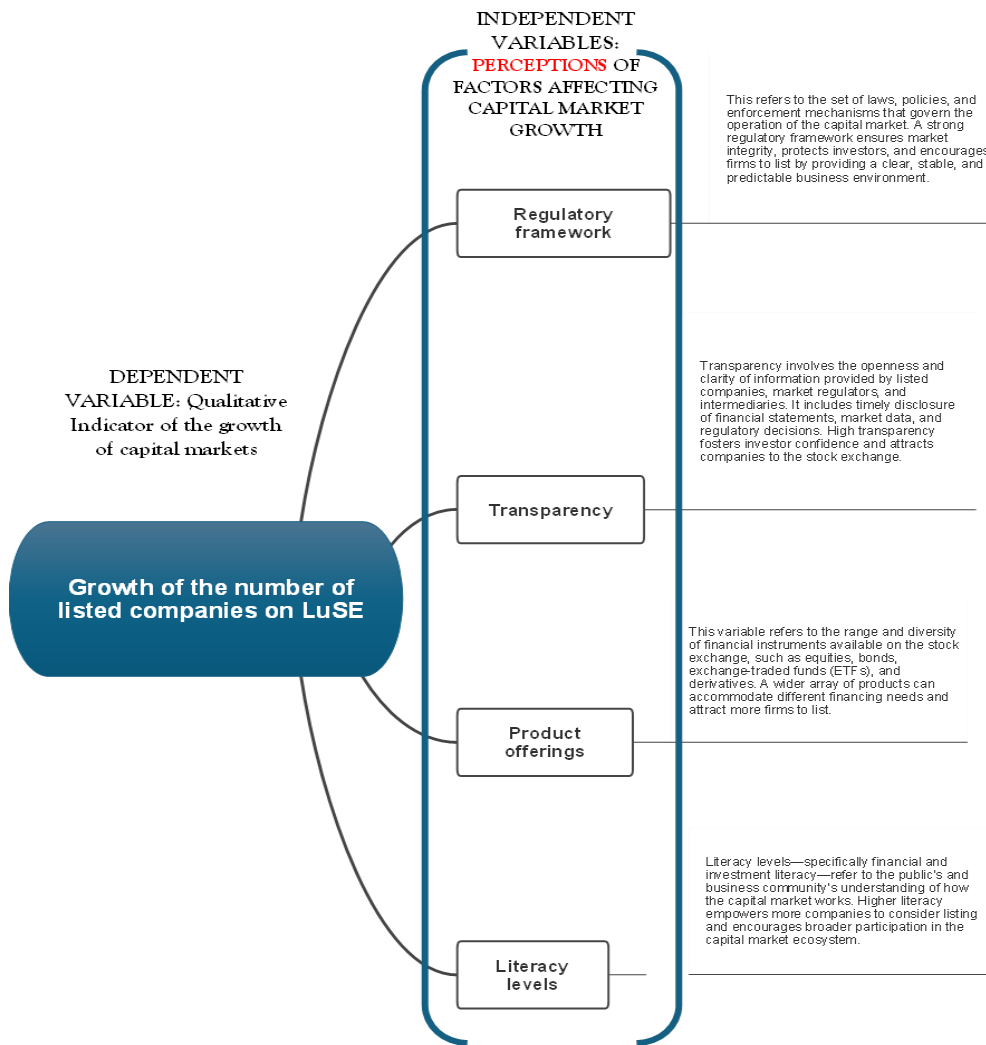 INDEPENDENT
VARIABLES:
PERCEPTIONS OF
FACTORS AFFECTING
CAPITAL MARKET
GROWTH
This refers to the set of laws, policies, and
enforcement mechanisms that govern the
operation of the capital market. A strong
regulatory framework ensures market
integrity, protects investors, and encourages
firms to list by providing a clear, stable, and
predictable business environment.
Regulatory
framework
DEPENDENT
VARIABLE: Qualitative
Indicator of the growth
of capital markets
Transparency involves the openness and
clarity of information provided by listed
companies, market regulators, and
intermediaries. It includes timely disclosure
of financial statements, market data, and
regulatory decisions. High transparency
fosters investor confidence and attracts
companies to the stock exchange.
Transparency
Growth of the number of
listed companies on LuSE
This variable refers to the range and diversity
of financial instruments available on the stock
exchange, such as equities, bonds,
exchange-traded funds (ETFs), and
derivatives. A wider array of products can
accommodate different financing needs and
attract more firms to list.
Product
offerings
Literacy levels—specifically financial and
investment literacy—refer to the public's and
business community's understanding of how
the capital market works. Higher literacy
empowers more companies to consider listing
and encourages broader participation in the
capital market ecosystem.
Literacy
levels